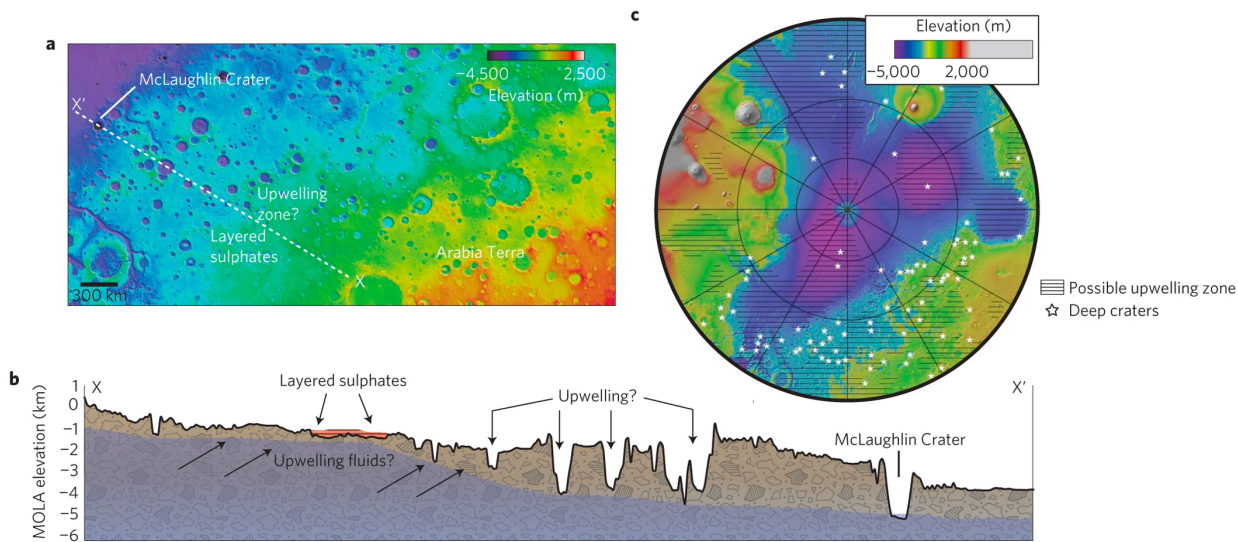 a
McLaughlin Crater
X′
−4,500 2,500
Elevation (m)
Upwelling
zone?
Layered
sulphates
Arabia Terra
X
300 km
c
Elevation (m)
−5,000 2,000
Possible upwelling zone
Deep craters
b
MOLA elevation (km)
1
0
−1
−2
−3
−4
−5
−6
X
Layered sulphates
Upwelling?
X′
McLaughlin Crater
Upwelling fluids?